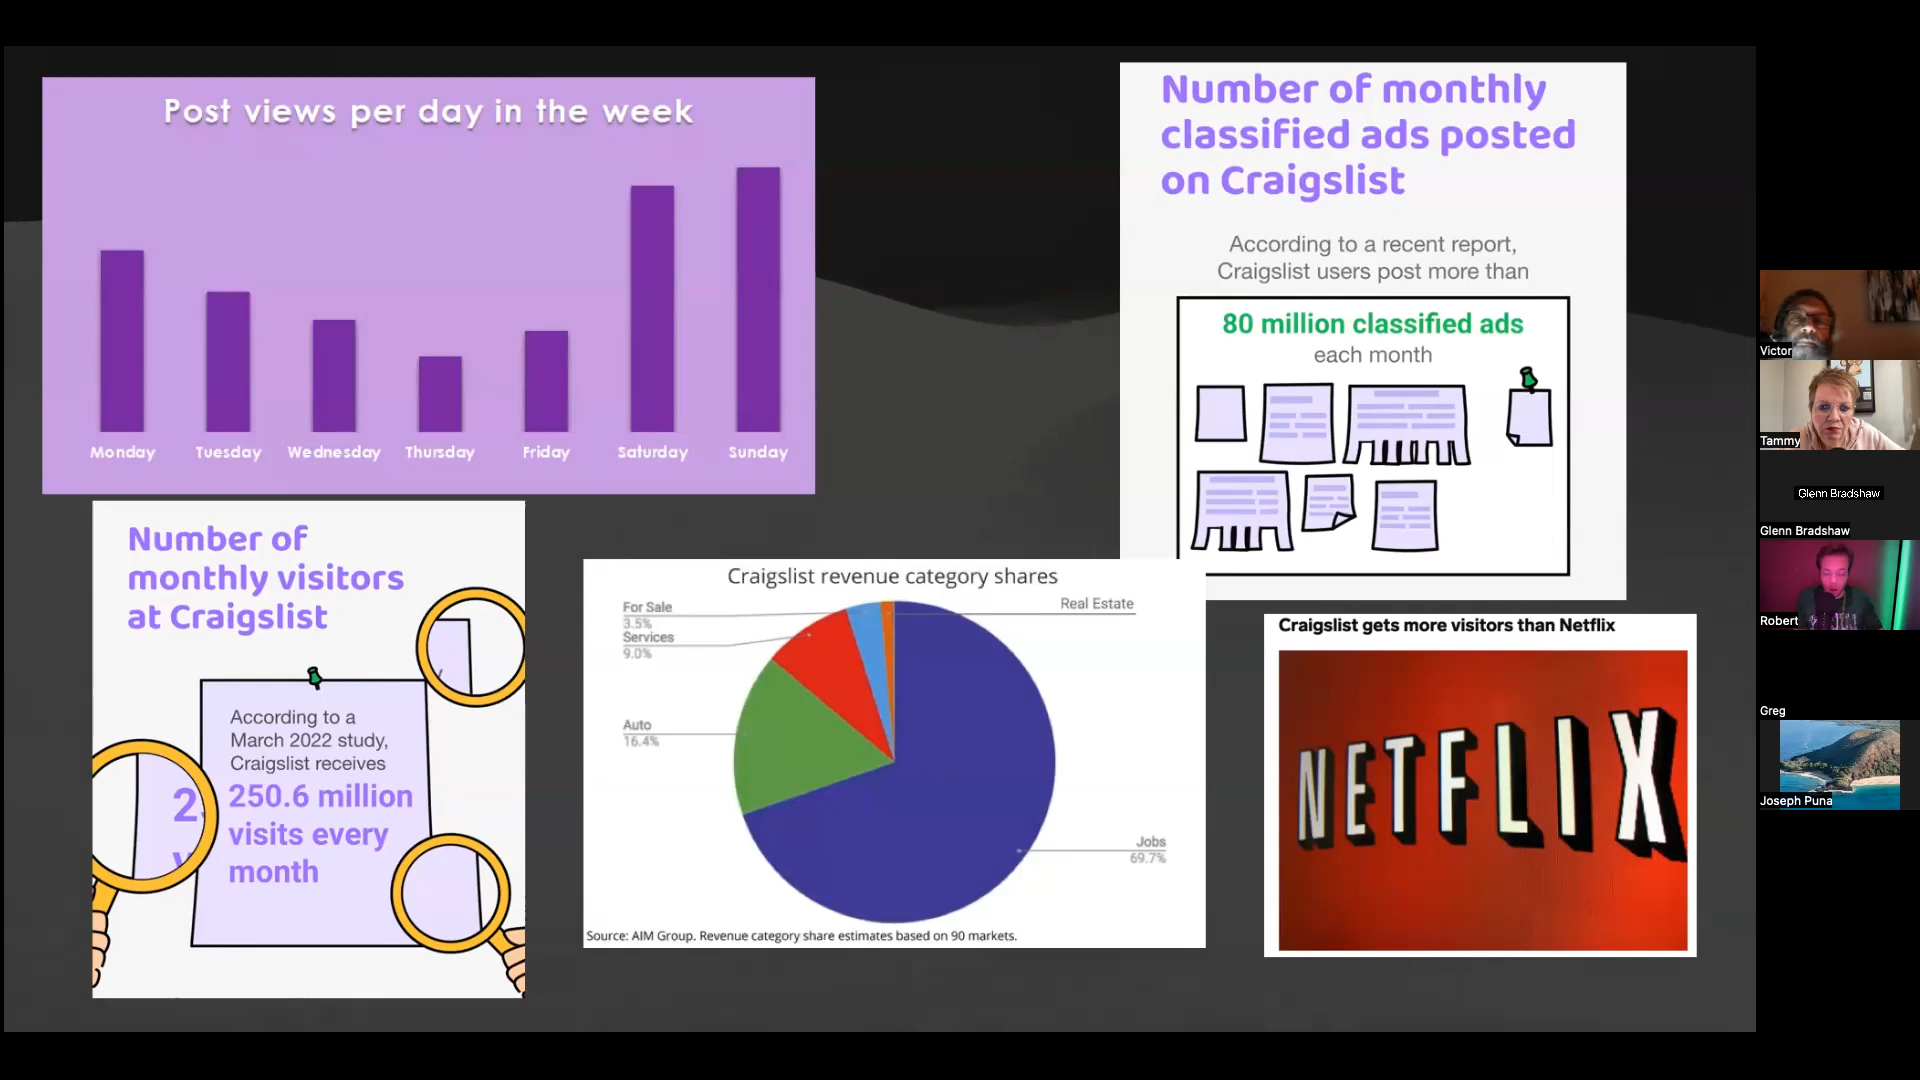 Post views per day in the week
Monday
Tuesday
Wednesday
Thursday
Friday
Saturday
Sunday
Number of monthly
classified ads posted
on Craigslist
According to a recent report,
Craigslist users post more than
80 million classified ads
each month
Number of
monthly visitors
at Craigslist
According to a
March 2022 study,
Craigslist receives
250.6 million
visits every
month
2
Craigslist revenue category shares
For Sale
3.5%
Services
9.0%
Auto
16.4%
Real Estate
Jobs
69.7%
Source: AIM Group. Revenue category share estimates based on 90 markets.
Craigslist gets more visitors than Netflix
NETFLIX
Victor
Tammy
Glenn Bradshaw
Glenn Bradshaw
Robert
Greg
Joseph Puna